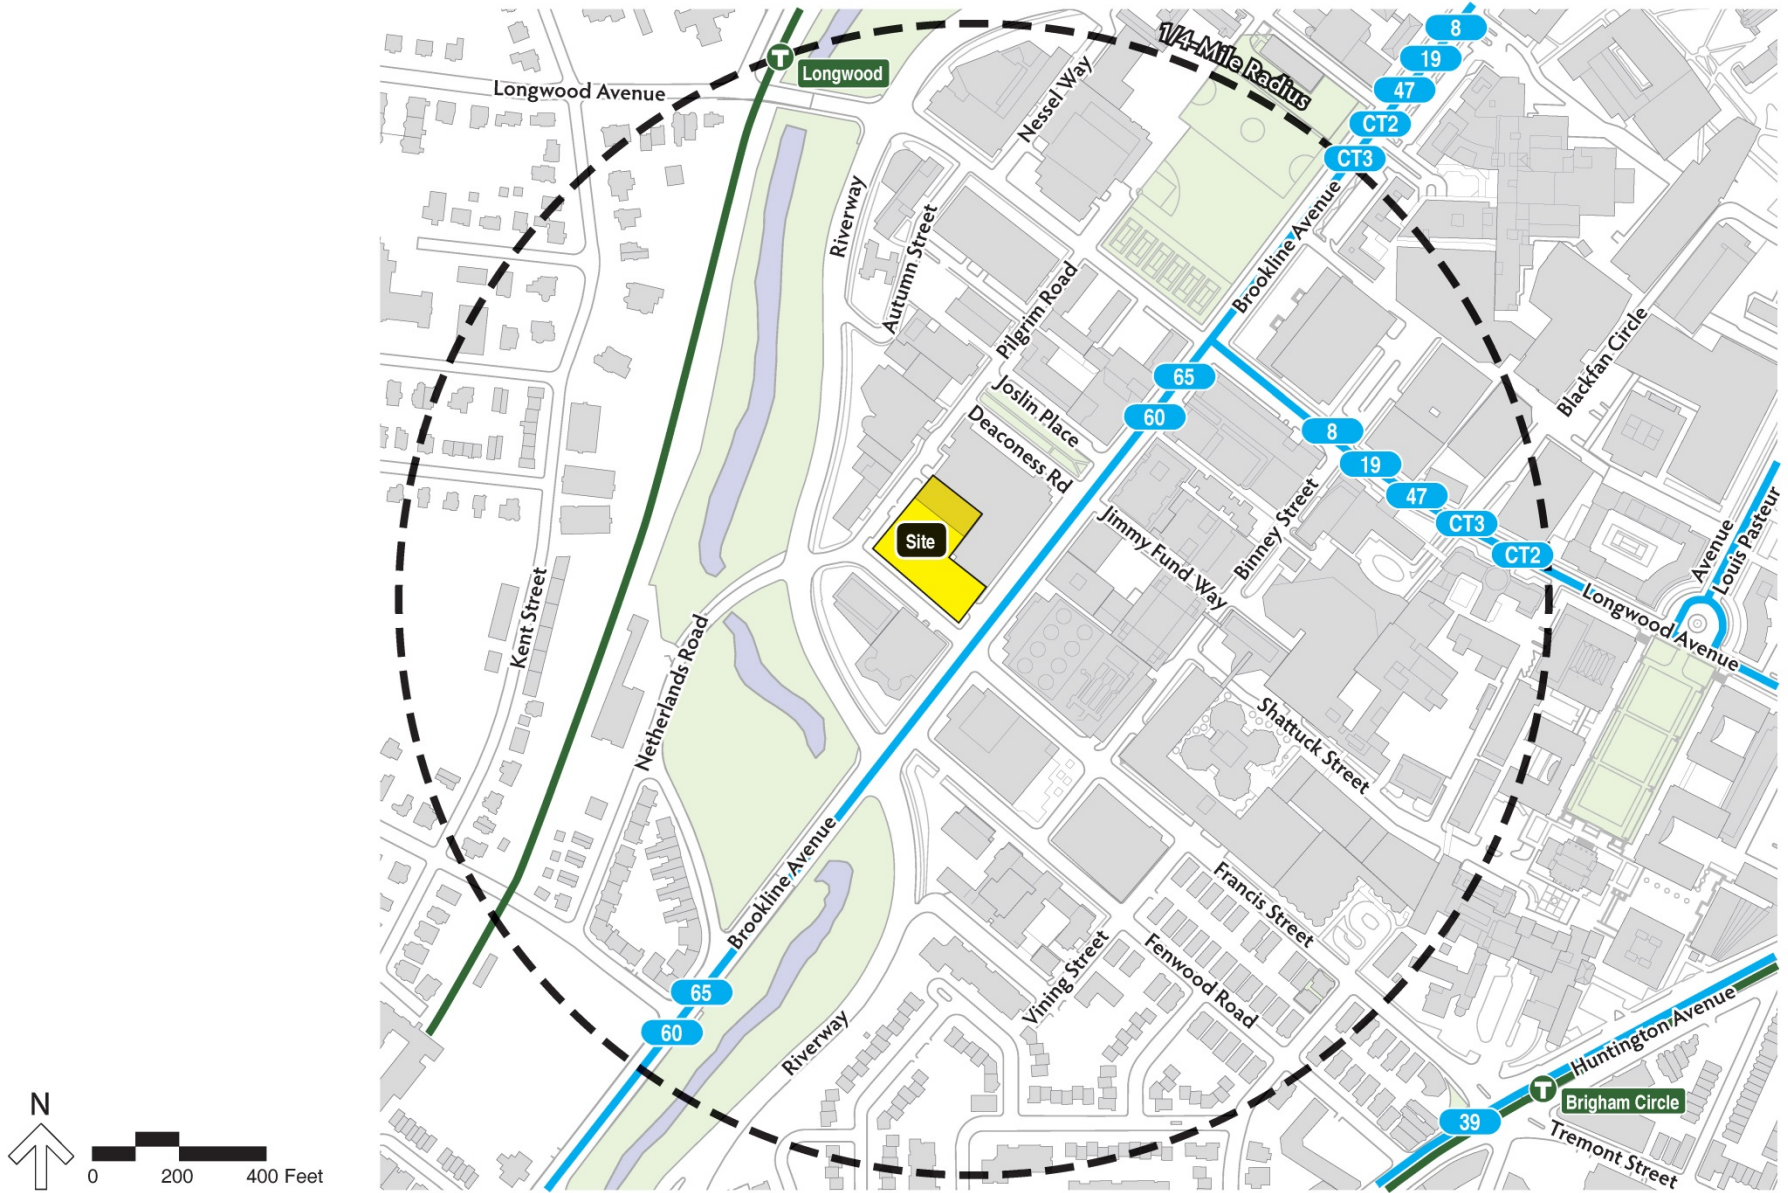 8
19
47
CT2
CT3
1/4-Mile Radius
Longwood
Longwood Avenue
Nessel Way
Riverway
Autumn Street
Brookline Avenue
Pilgrim Road
Blackfan Circle
65
60
Joslin Place
Deaconess Rd
8
19
47
CT3
CT2
Site
Jimmy Fund Way
Binney Street
Avenue
Louis Pasteur
Longwood Avenue
Kent Street
Netherlands Road
Shattuck Street
Brookline Avenue
Francis Street
Fenwood Road
Vining Street
65
60
Riverway
Huntington Avenue
Brigham Circle
39
Tremont Street
N
0 200 400 Feet